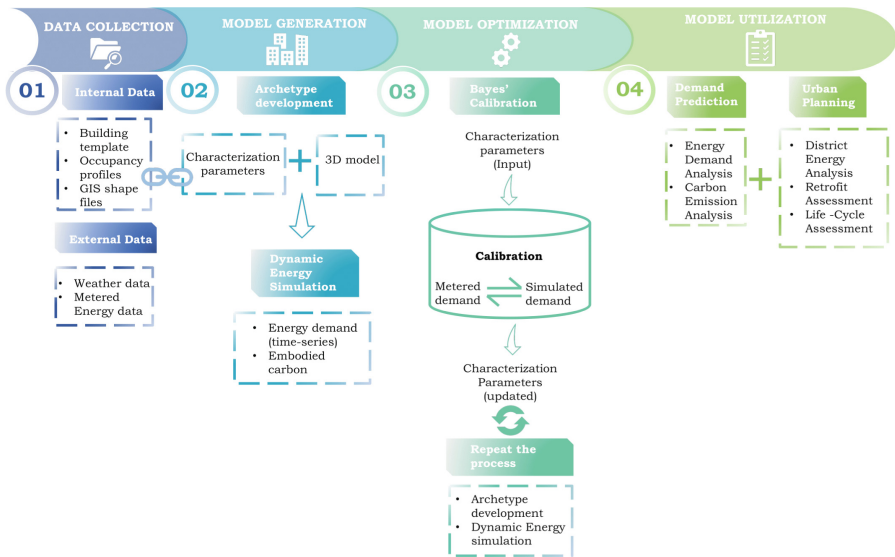 DATA COLLECTION
MODEL GENERATION
MODEL OPTIMIZATION
MODEL UTILIZATION
01
Internal Data
• Building
template
• Occupancy
profiles
• GIS shape
files
External Data
• Weather data
• Metered
Energy data
02
Archetype
development
Characterization
parameters
+
3D model
Dynamic
Energy
Simulation
• Energy demand
(time-series)
• Embodied
carbon
03
Bayes'
Calibration
Characterization
parameters
(Input)
Calibration
Metered
demand
Simulated
demand
Characterization
Parameters
(updated)
Repeat the
process
• Archetype
development
• Dynamic Energy
simulation
04
Demand
Prediction
• Energy
Demand
Analysis
• Carbon
Emission
Analysis
+
Urban
Planning
• District
Energy
Analysis
• Retrofit
Assessment
• Life -Cycle
Assessment